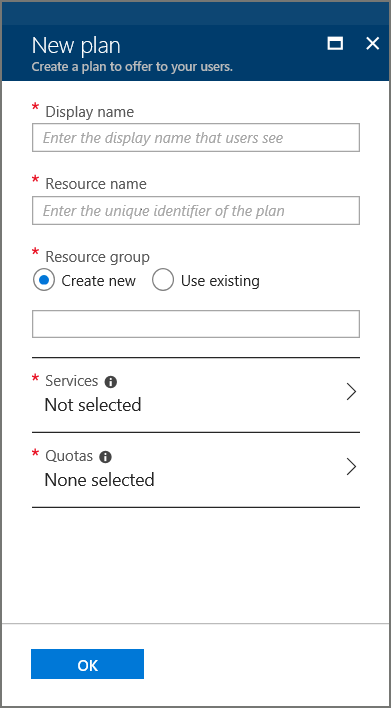 New plan
Create a plan to offer to your users.
* Display name
Enter the display name that users see
* Resource name
Enter the unique identifier of the plan
* Resource group
Create new Use existing
* Services
Not selected
* Quotas
None selected
OK